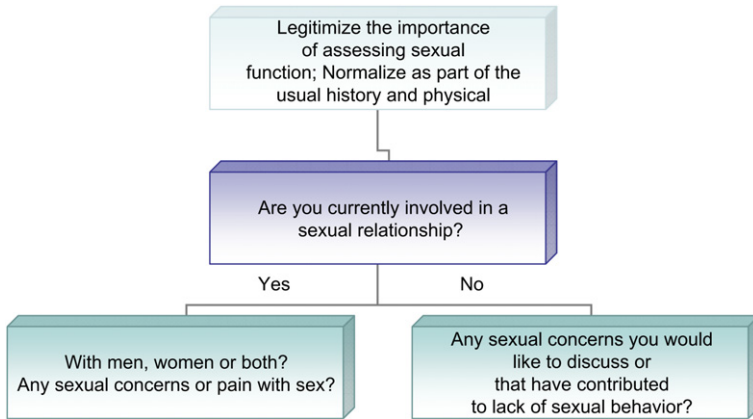 Legitimize the importance
of assessing sexual
function; Normalize as part of the
usual history and physical
Are you currently involved in a
sexual relationship?
Yes
No
With men, women or both?
Any sexual concerns or pain with sex?
Any sexual concerns you would
like to discuss or
that have contributed
to lack of sexual behavior?